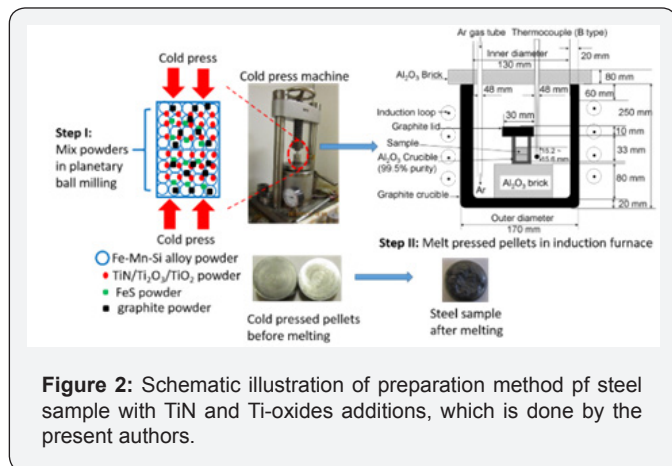 Cold press
Cold press machine
Step I:
Mix powders
in planetary
ball milling
Cold press
Fe-Mn-Si alloy powder
TiN/Ti₂O₃/TiO₂ powder
FeS powder
graphite powder
Cold pressed pellets
before melting
Steel sample
after melting
Ar gas tube Thermocouple (B type)
Inner diameter
130 mm
20 mm
Al₂O₃ Brick
80 mm
48 mm
48 mm
60 mm
Induction loop
30 mm
250 mm
Graphite lid
10 mm
Sample
33 mm
Al₂O₃ Crucible
(99.5% purity)
Al₂O₃ brick
80 mm
Graphite crucible
Ar
20 mm
Outer diameter
170 mm
Step II: Melt pressed pellets in induction furnace
Figure 2: Schematic illustration of preparation method pf steel
sample with TiN and Ti-oxides additions, which is done by the
present authors.